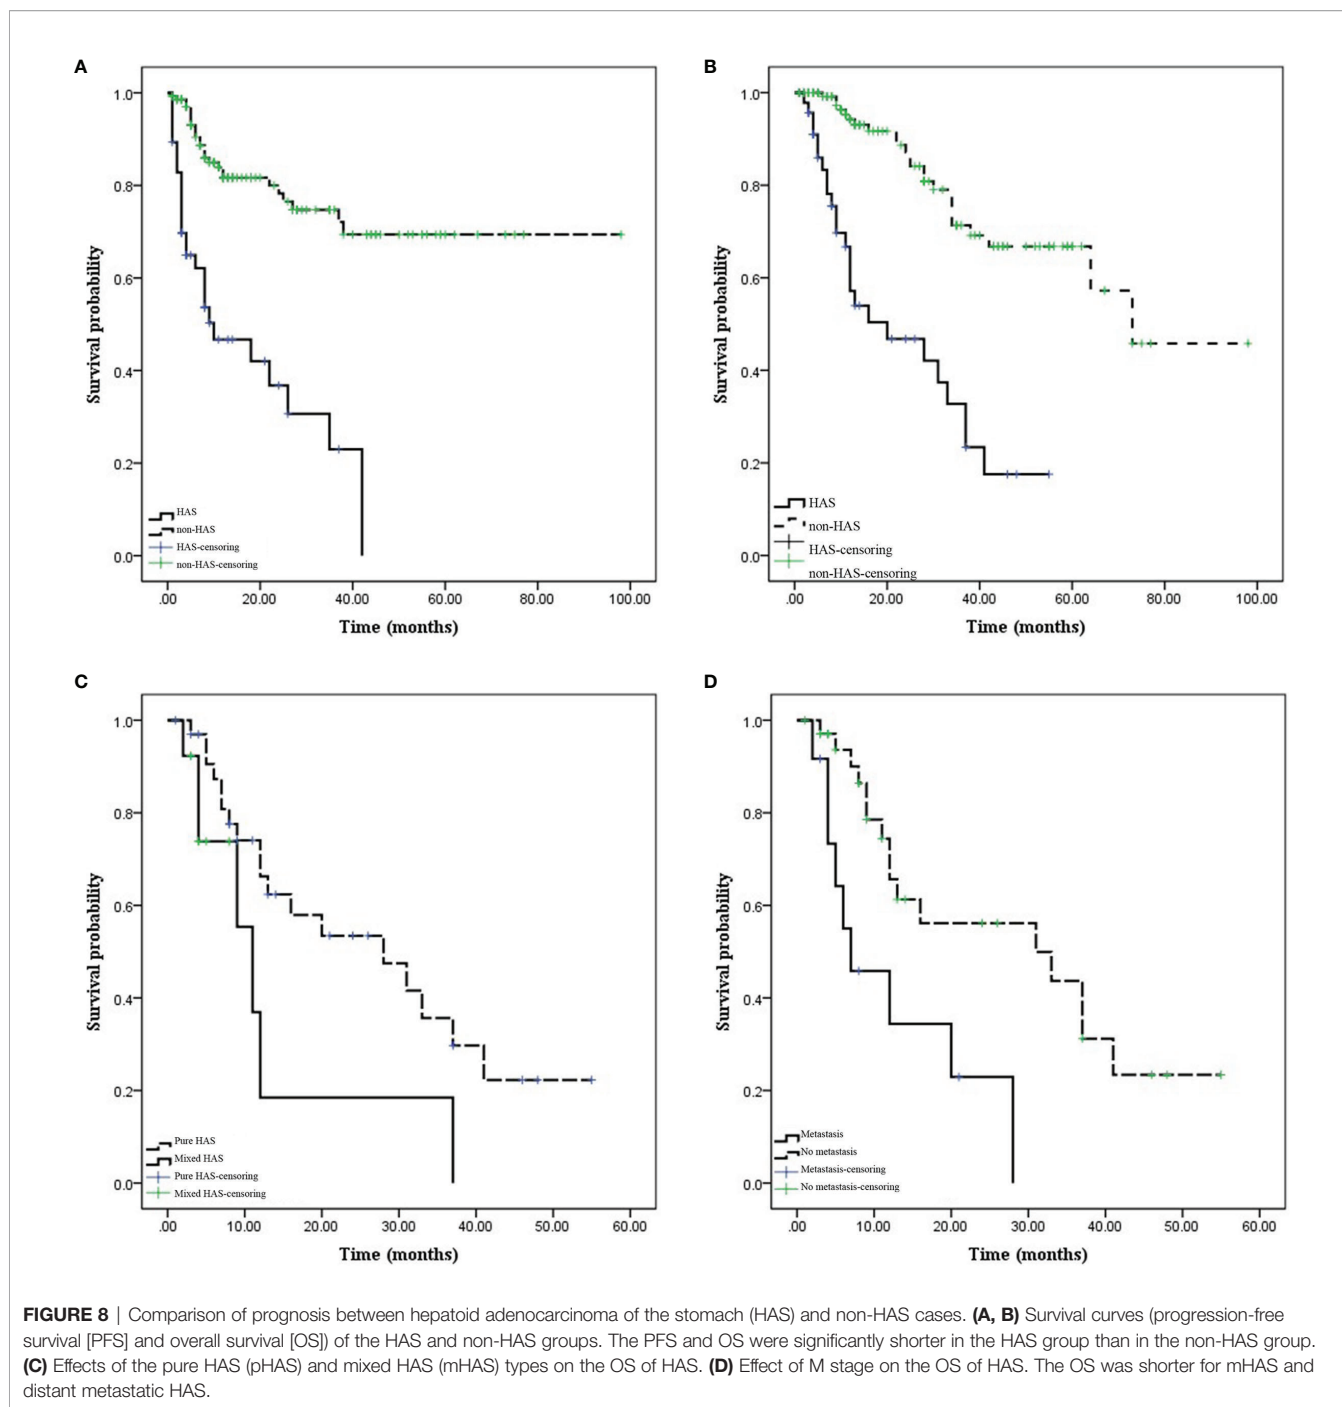 A
1.0
0.8
0.6
0.4
0.2
0.0
Survival probability
HAS
non-HAS
HAS-censoring
non-HAS-censoring
.00 20.00 40.00 60.00 80.00 100.00
Time (months)
B
1.0
0.8
0.6
0.4
0.2
0.0
Survival probability
HAS
non-HAS
HAS-censoring
non-HAS-censoring
.00 20.00 40.00 60.00 80.00 100.00
Time (months)
C
1.0
0.8
0.6
0.4
0.2
0.0
Survival probability
Pure HAS
Mixed HAS
Pure HAS-censoring
Mixed HAS-censoring
.00 10.00 20.00 30.00 40.00 50.00 60.00
Time (months)
D
1.0
0.8
0.6
0.4
0.2
0.0
Survival probability
Metastasis
No metastasis
Metastasis-censoring
No metastasis-censoring
.00 10.00 20.00 30.00 40.00 50.00 60.00
Time (months)
FIGURE 8 | Comparison of prognosis between hepatoid adenocarcinoma of the stomach (HAS) and non-HAS cases. (A, B) Survival curves (progression-free
survival [PFS] and overall survival [OS]) of the HAS and non-HAS groups. The PFS and OS were significantly shorter in the HAS group than in the non-HAS group.
(C) Effects of the pure HAS (pHAS) and mixed HAS (mHAS) types on the OS of HAS. (D) Effect of M stage on the OS of HAS. The OS was shorter for mHAS and
distant metastatic HAS.